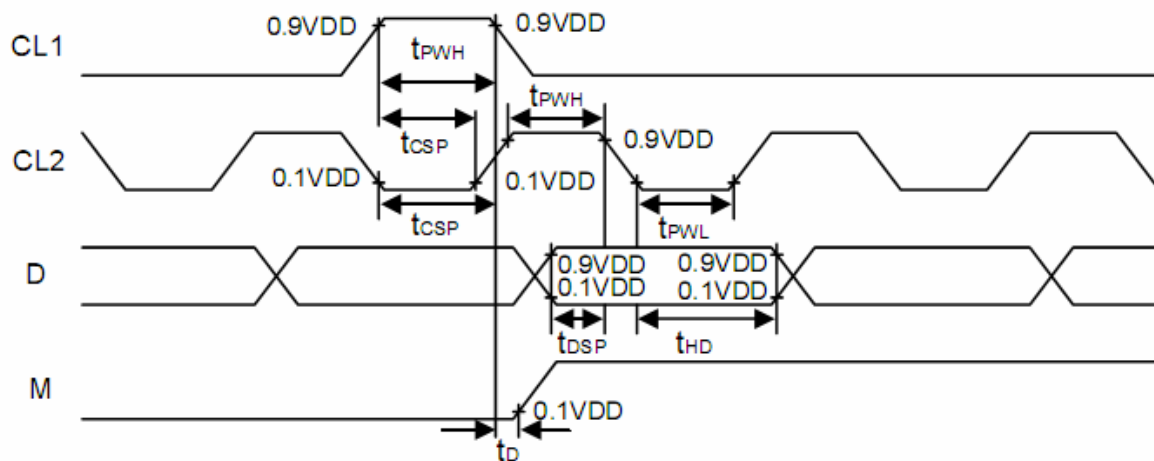 CL1
0.9VDD
0.9VDD
tPWH
tPWH
tCSP
CL2
0.9VDD
0.1VDD
0.1VDD
tCSP
tPWL
D
0.9VDD
0.9VDD
0.1VDD
0.1VDD
tDSP
tHD
M
0.1VDD
tD